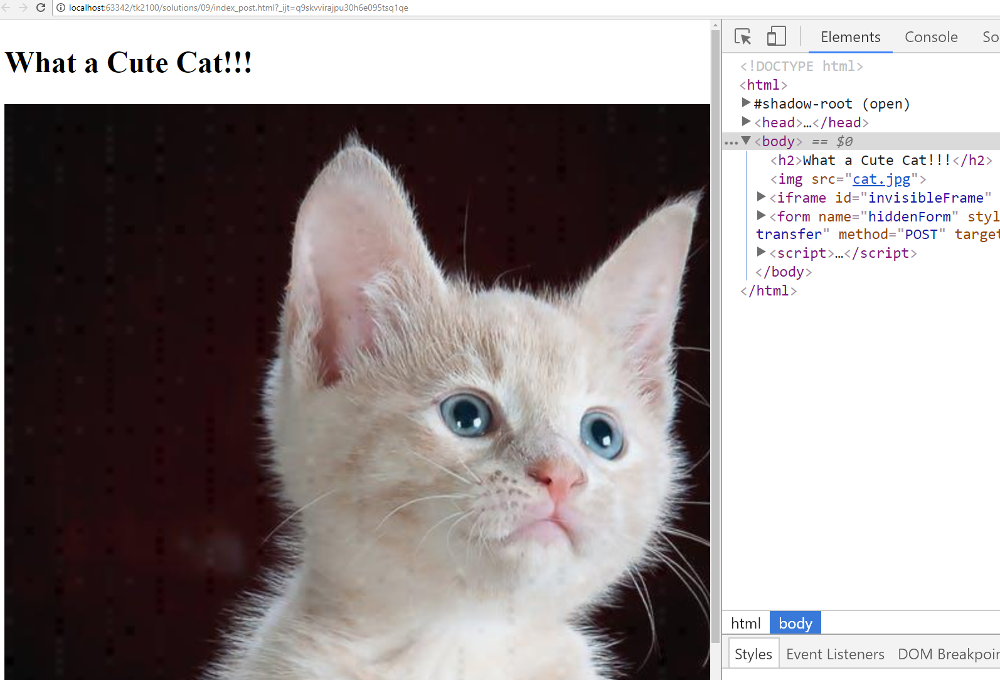 localhost:63342/tk2100/solutions/09/index_post.html?_ijt=q9skvvirajpu30h6e095tsq1qe
What a Cute Cat!!!
Elements Console So
<!DOCTYPE html>
<html>
#shadow-root (open)
<head>…</head>
… <body> == $0
<h2>What a Cute Cat!!!</h2>
<img src="cat.jpg">
<iframe id="invisibleFrame"
<form name="hiddenForm" styl
transfer" method="POST" target
<script>…</script>
</body>
</html>
html body
Styles Event Listeners DOM Breakpoin